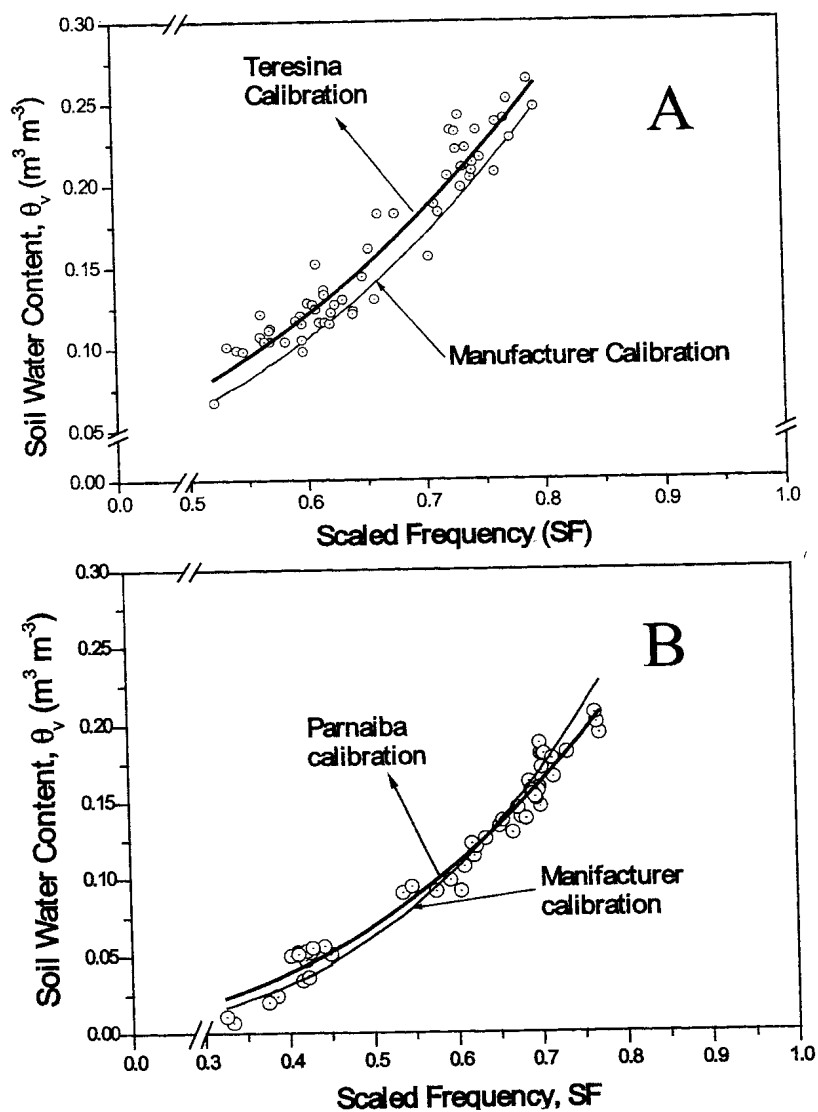 0.30
Teresina
Calibration
A
0.25
0.20
0.15
0.10
0.05
0.00
Soil Water Content, θv (m³ m⁻³)
Manufacturer Calibration
0.0 0.5 0.6 0.7 0.8 0.9 1.0
Scaled Frequency (SF)
0.30
B
0.25
0.20
0.15
0.10
0.05
0.00
Soil Water Content, θv (m³ m⁻³)
Parnaiba
calibration
Manifacturer
calibration
0.0 0.3 0.4 0.5 0.6 0.7 0.8 0.9 1.0
Scaled Frequency, SF